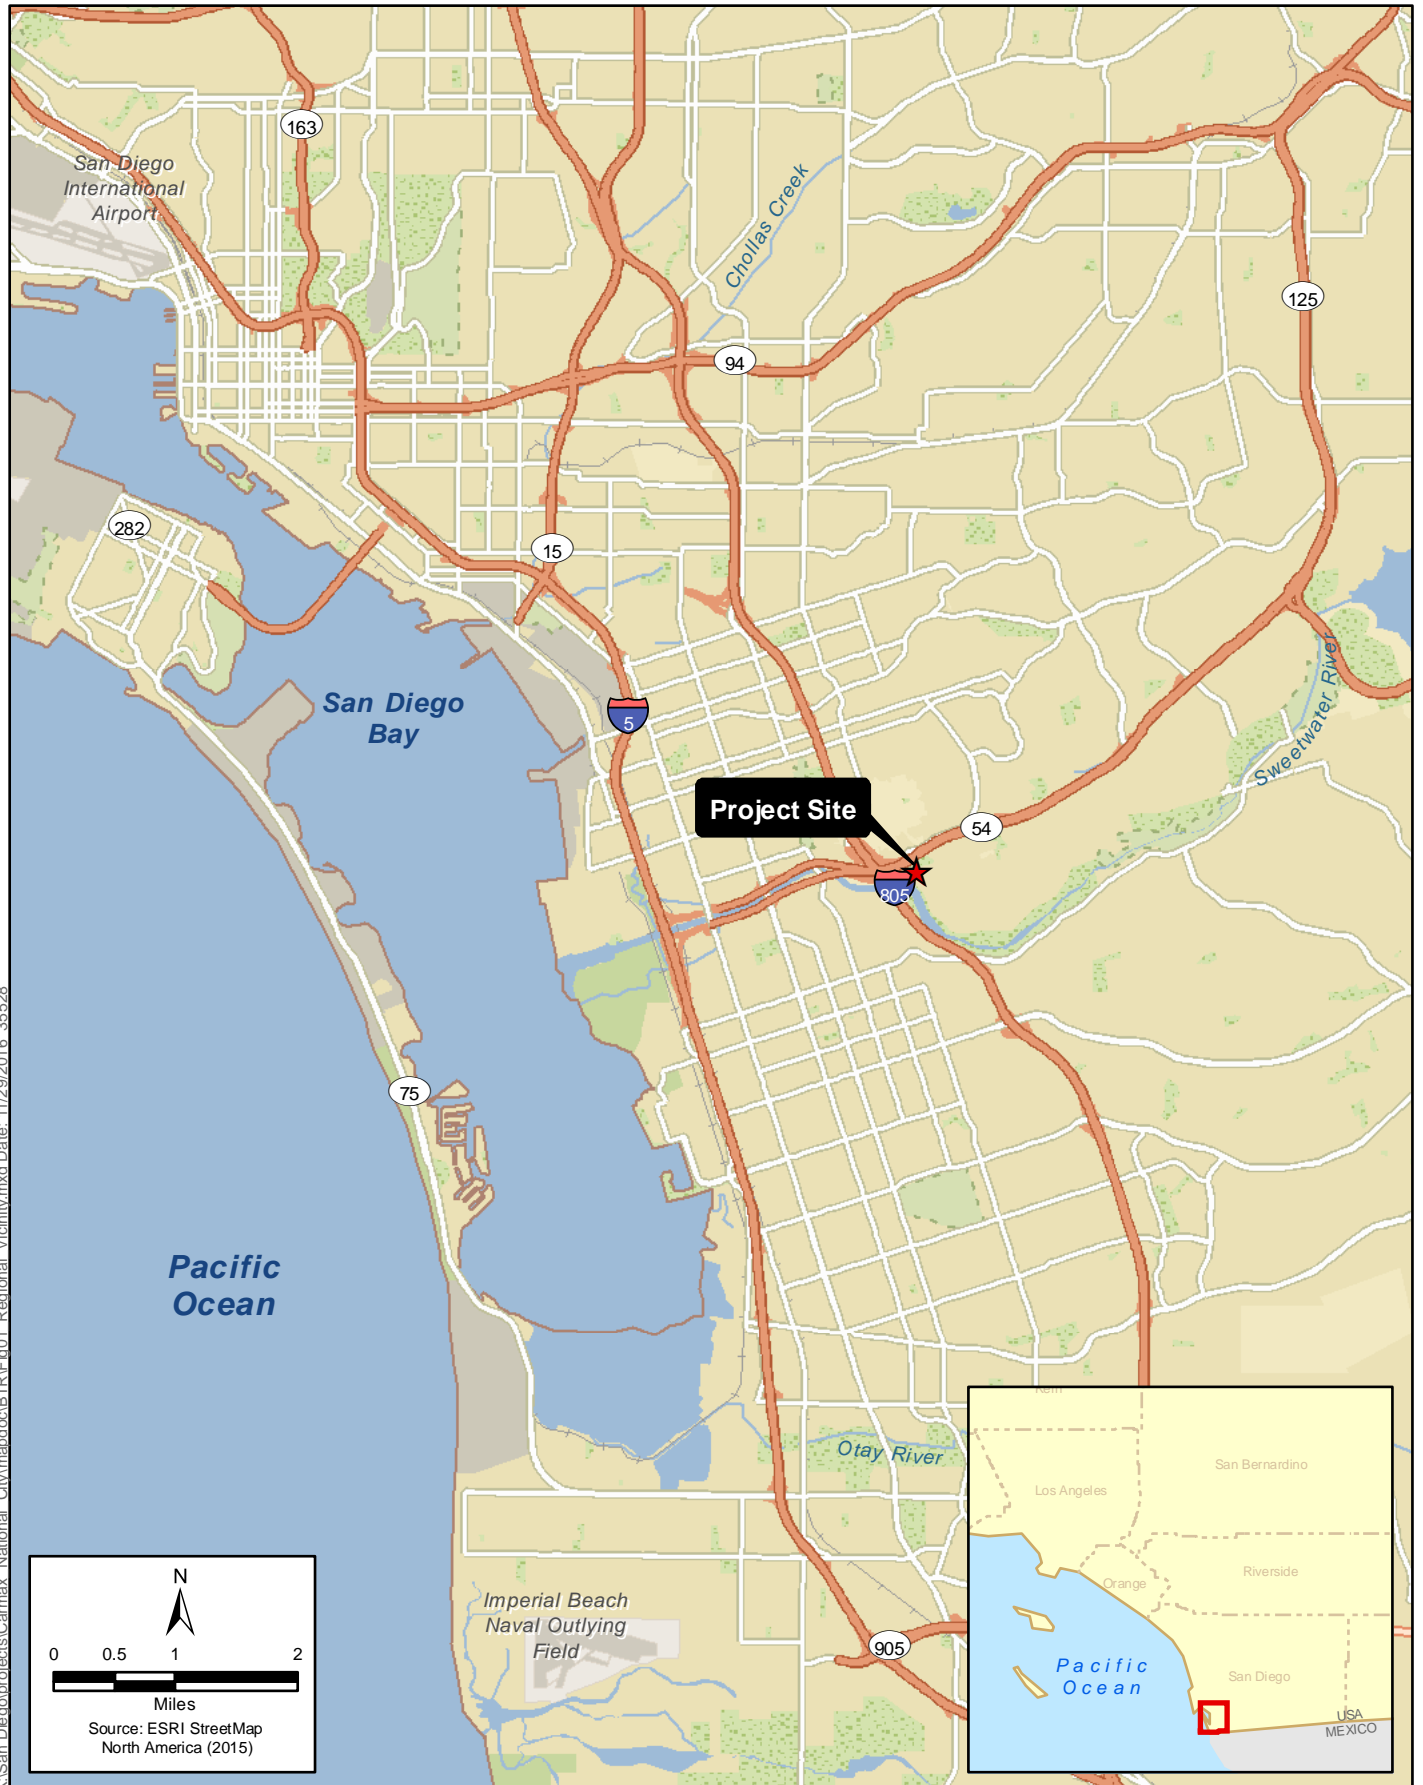 163
San Diego
International
Airport
Chollas Creek
125
94
282
15
San Diego
Bay
5
Sweetwater River
Project Site
54
805
75
Pacific
Ocean
Otay River
Imperial Beach
Naval Outlying
Field
905
N
0 0.5 1 2
Miles
Source: ESRI StreetMap
North America (2015)
Kern
San Bernardino
Los Angeles
Orange
Riverside
Pacific
Ocean
San Diego
USA
MEXICO